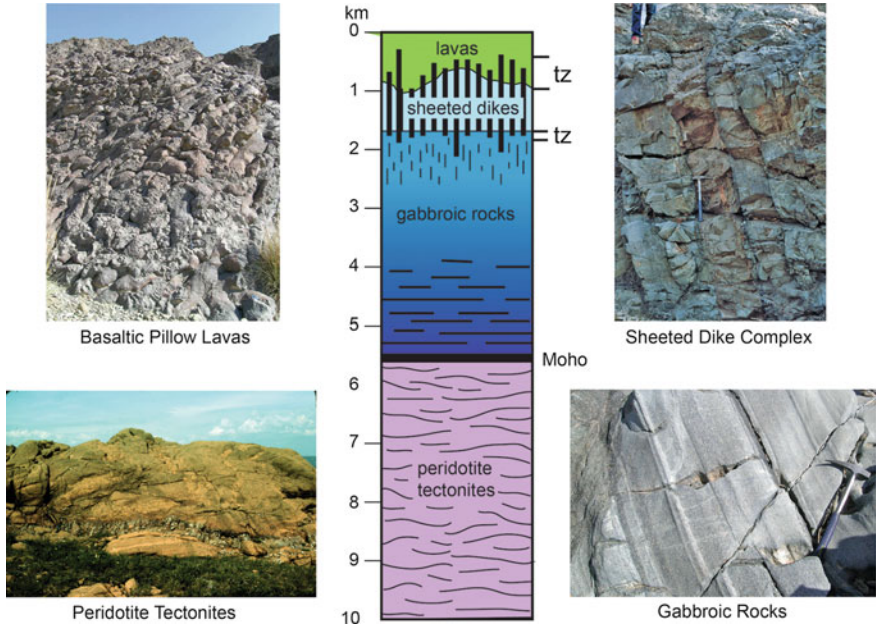 km
0
lavas
tz
1
sheeted dikes
tz
2
3
gabbroic rocks
4
5
Moho
6
7
peridotite
tectonites
8
9
10
Basaltic Pillow Lavas
Sheeted Dike Complex
Peridotite Tectonites
Gabbroic Rocks